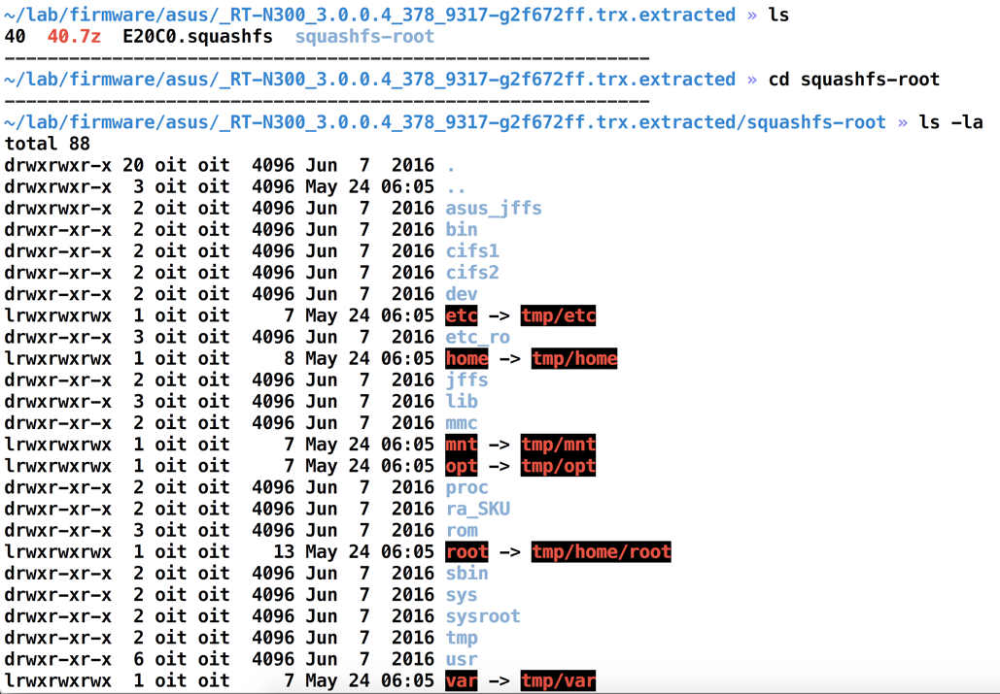 ~/lab/firmware/asus/_RT-N300_3.0.0.4_378_9317-g2f672ff.trx.extracted » ls
40  40.7z  E20C0.squashfs  squashfs-root
------------------------------------------------------------
~/lab/firmware/asus/_RT-N300_3.0.0.4_378_9317-g2f672ff.trx.extracted » cd squashfs-root
------------------------------------------------------------
~/lab/firmware/asus/_RT-N300_3.0.0.4_378_9317-g2f672ff.trx.extracted/squashfs-root » ls -la
total 88
drwxrwxr-x 20 oit oit  4096 Jun  7  2016 .
drwxrwxr-x  3 oit oit  4096 May 24 06:05 ..
drwxr-xr-x  2 oit oit  4096 Jun  7  2016 asus_jffs
drwxr-xr-x  2 oit oit  4096 Jun  7  2016 bin
drwxr-xr-x  2 oit oit  4096 Jun  7  2016 cifs1
drwxr-xr-x  2 oit oit  4096 Jun  7  2016 cifs2
drwxr-xr-x  2 oit oit  4096 Jun  7  2016 dev
lrwxrwxrwx  1 oit oit     7 May 24 06:05 etc -> tmp/etc
drwxr-xr-x  3 oit oit  4096 Jun  7  2016 etc_ro
lrwxrwxrwx  1 oit oit     8 May 24 06:05 home -> tmp/home
drwxr-xr-x  2 oit oit  4096 Jun  7  2016 jffs
drwxr-xr-x  3 oit oit  4096 Jun  7  2016 lib
drwxr-xr-x  2 oit oit  4096 Jun  7  2016 mmc
lrwxrwxrwx  1 oit oit     7 May 24 06:05 mnt -> tmp/mnt
lrwxrwxrwx  1 oit oit     7 May 24 06:05 opt -> tmp/opt
drwxr-xr-x  2 oit oit  4096 Jun  7  2016 proc
drwxr-xr-x  2 oit oit  4096 Jun  7  2016 ra_SKU
drwxr-xr-x  3 oit oit  4096 Jun  7  2016 rom
lrwxrwxrwx  1 oit oit    13 May 24 06:05 root -> tmp/home/root
drwxr-xr-x  2 oit oit  4096 Jun  7  2016 sbin
drwxr-xr-x  2 oit oit  4096 Jun  7  2016 sys
drwxr-xr-x  2 oit oit  4096 Jun  7  2016 sysroot
drwxr-xr-x  2 oit oit  4096 Jun  7  2016 tmp
drwxr-xr-x  6 oit oit  4096 Jun  7  2016 usr
lrwxrwxrwx  1 oit oit     7 May 24 06:05 var -> tmp/var